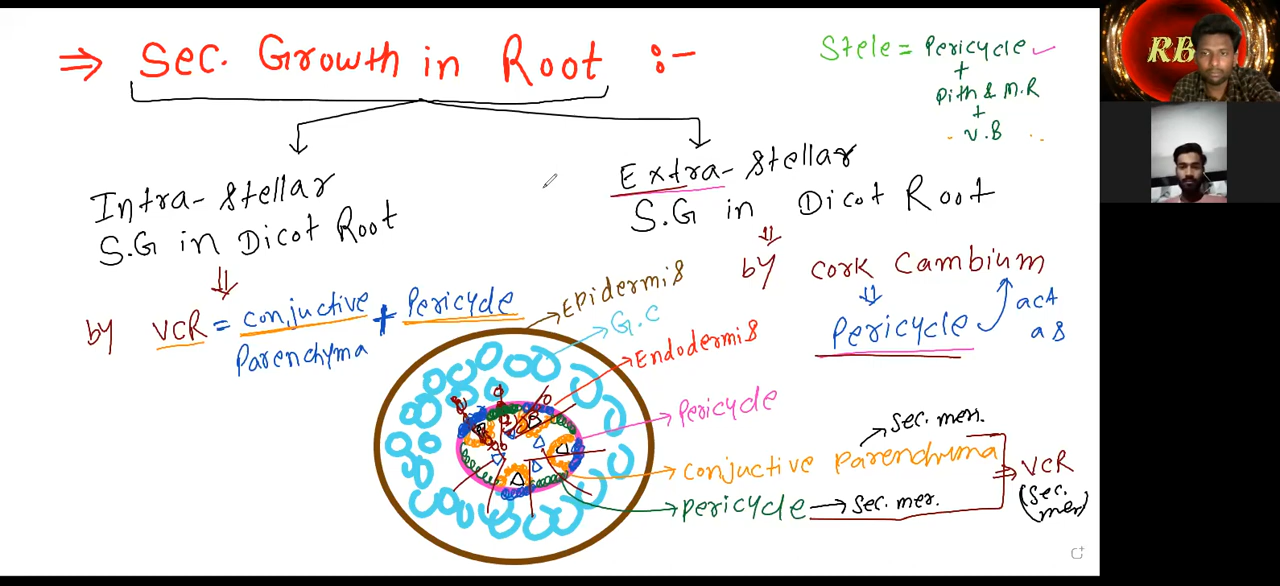 ⇒ Sec. Growth in Root :-
Stele = Pericycle ✓
+
Pith & M.R
+
V.B
RB
Intra-Stellar
S.G in Dicot Root
Extra-Stellar
S.G in Dicot Root
by VCR = conjuctive + Pericycle
Parenchyma
by cork cambium
Pericycle
act
as
Epidermis
G.C
Endodermis
Pericycle
Sec. meri.
conjuctive parenchuma
pericycle → Sec. mer.
⇒ VCR
(Sec.
mer)